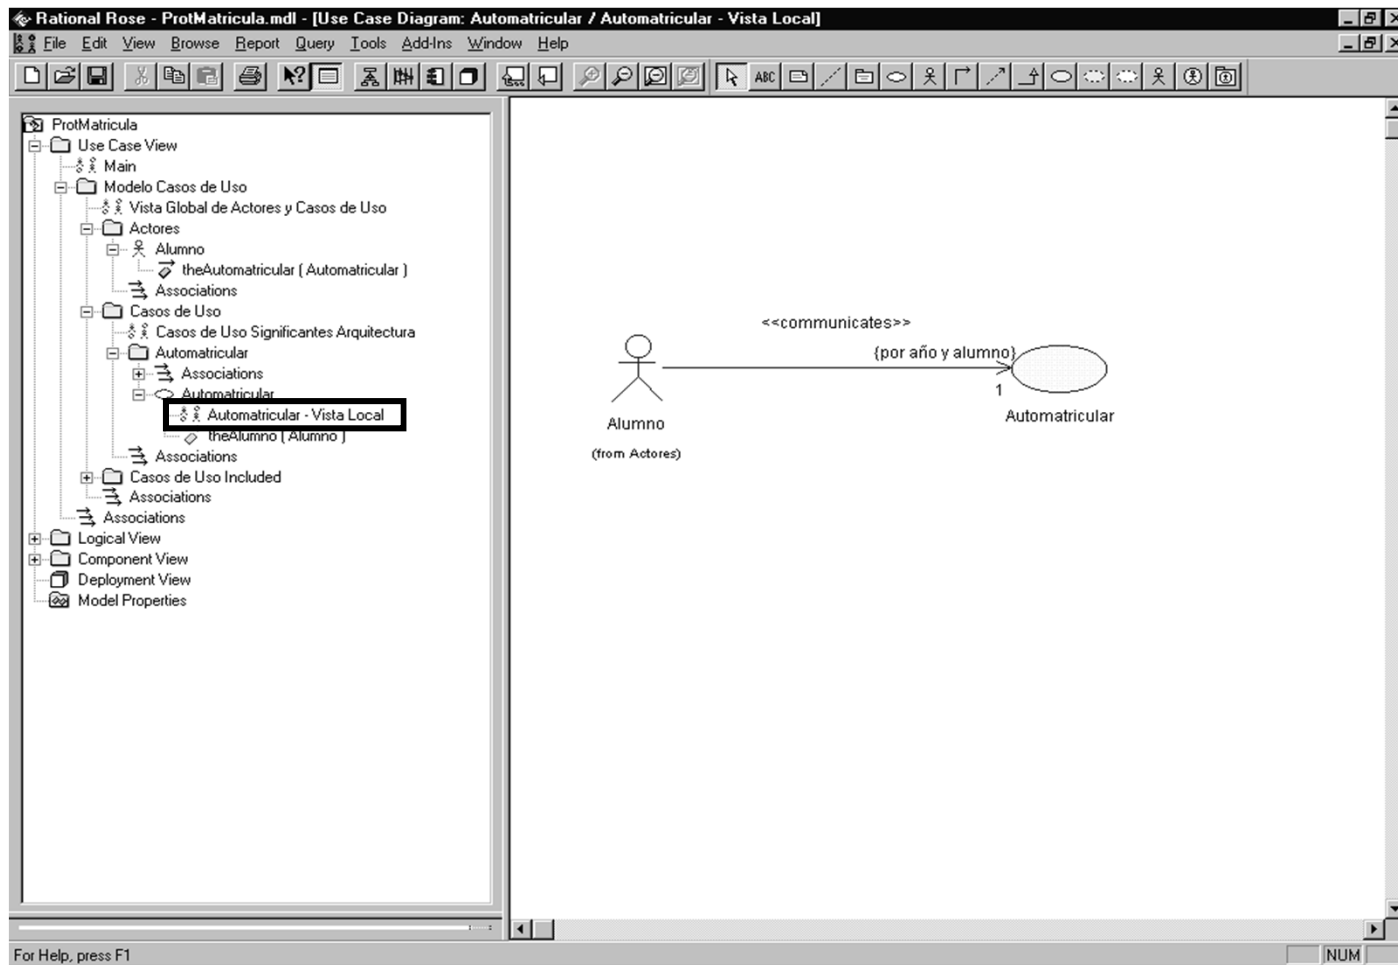 Rational Rose - ProtMatricula.mdl - [Use Case Diagram: Automatricular / Automatricular - Vista Local]
File Edit View Browse Report Query Tools Add-Ins Window Help
ABC
ProtMatricula
Use Case View
Main
Modelo Casos de Uso
Vista Global de Actores y Casos de Uso
Actores
Alumno
theAutomatricular ( Automatricular )
Associations
Casos de Uso
Casos de Uso Significantes Arquitectura
Automatricular
Associations
Automatricular
Automatricular - Vista Local
theAlumno ( Alumno )
Associations
Casos de Uso Included
Associations
Associations
Logical View
Component View
Deployment View
Model Properties
<<communicates>>
{por año y alumno}
1
Alumno
(from Actores)
Automatricular
For Help, press F1
NUM